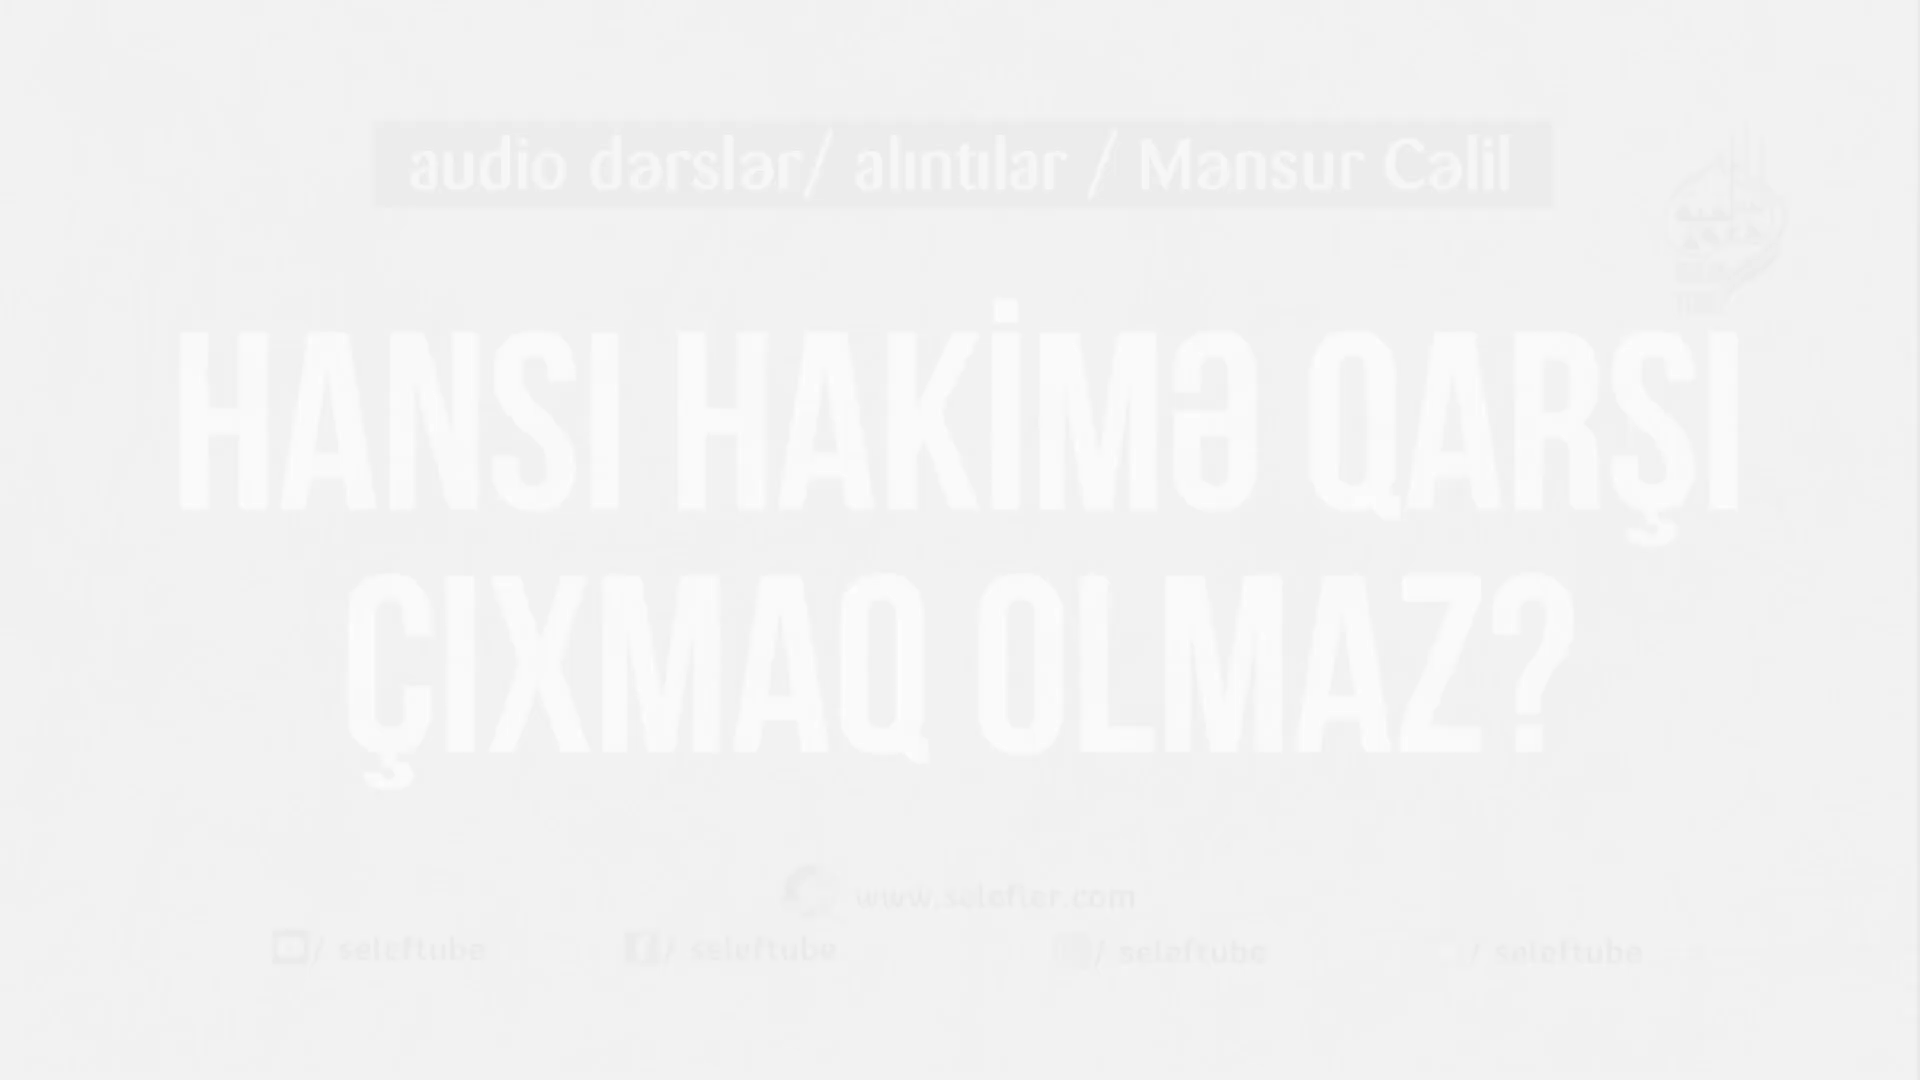 audio dərslər/ alıntılar / Mənsur Cəlil
HANSI HAKİMƏ QARŞI
ÇIXMAQ OLMAZ?
www.selefler.com
/ seleftube
/ seleftube
/ seleftube
/ seleftube